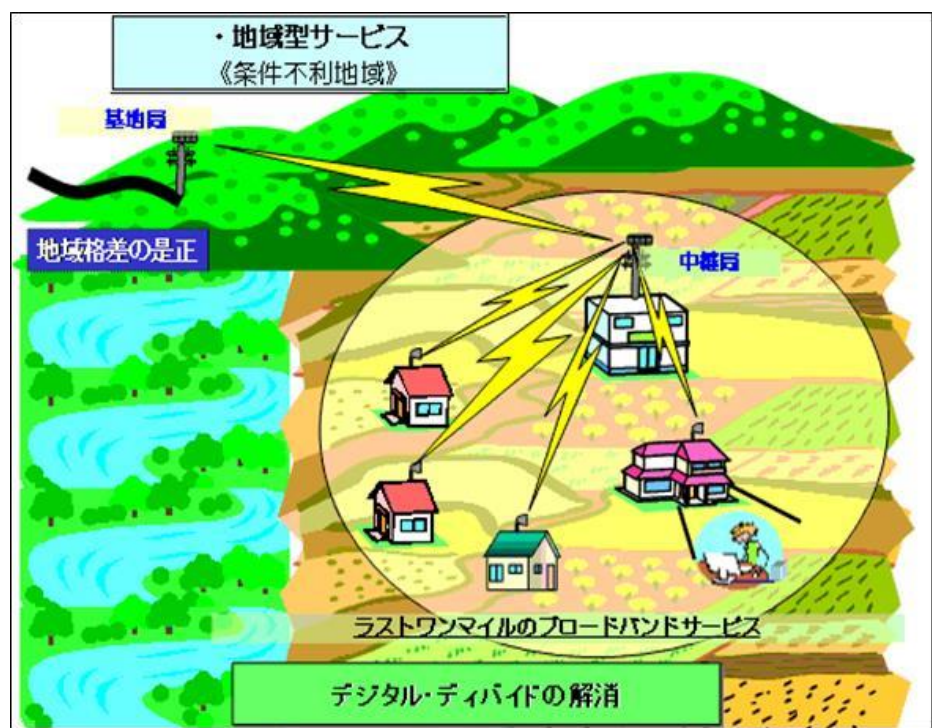 ・地域型サービス
《条件不利地域》
基地局
地域格差の是正
中継局
ラストワンマイルのブロードバンドサービス
デジタル・ディバイドの解消